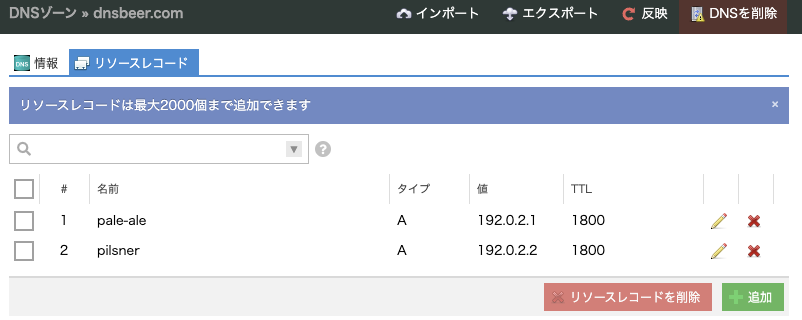 DNSゾーン » dnsbeer.com インポート エクスポート 反映 DNSを削除
DNS 情報 リソースレコード
リソースレコードは最大2000個まで追加できます ×
?
# 名前 タイプ 値 TTL
1 pale-ale A 192.0.2.1 1800
2 pilsner A 192.0.2.2 1800
リソースレコードを削除 追加